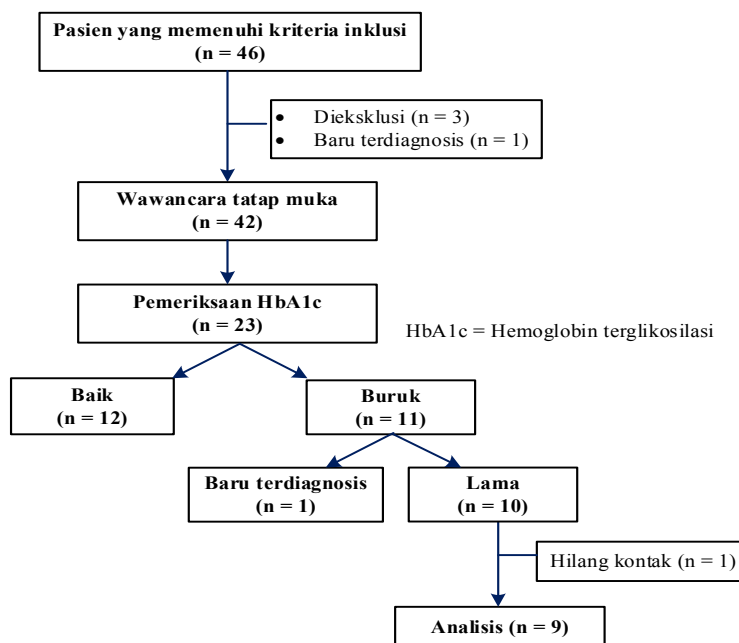 Pasien yang memenuhi kriteria inklusi
(n = 46)
• Dieksklusi (n = 3)
• Baru terdiagnosis (n = 1)
Wawancara tatap muka
(n = 42)
Pemeriksaan HbA1c
(n = 23)
HbA1c = Hemoglobin terglikosilasi
Baik
(n = 12)
Buruk
(n = 11)
Baru terdiagnosis
(n = 1)
Lama
(n = 10)
Hilang kontak (n = 1)
Analisis (n = 9)